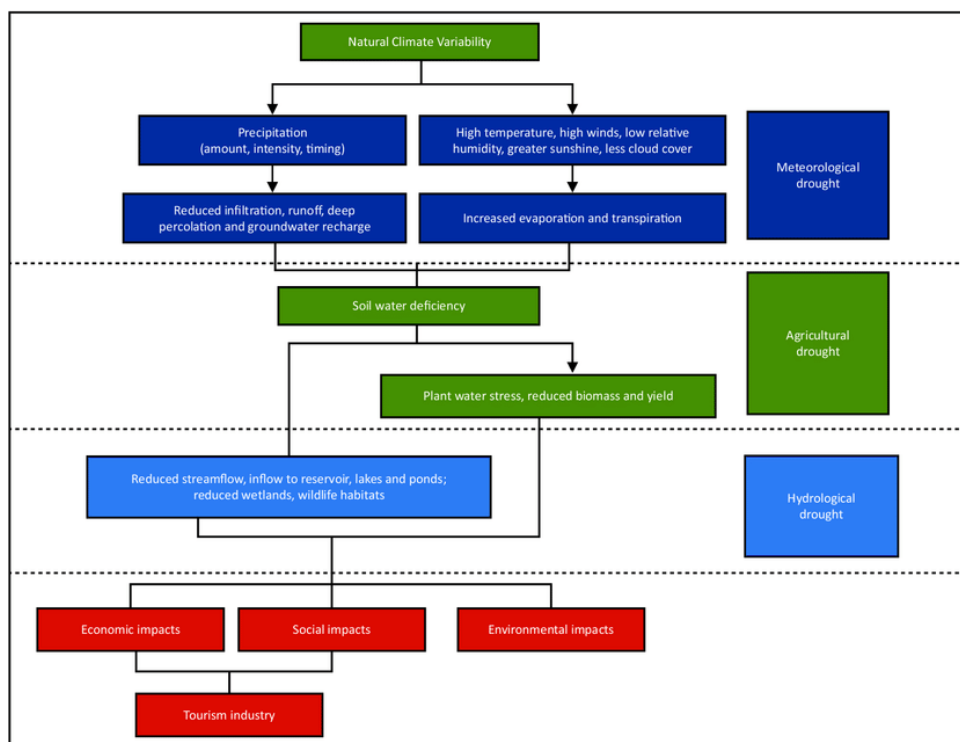 Natural Climate Variability
Precipitation
(amount, intensity, timing)
High temperature, high winds, low relative
humidity, greater sunshine, less cloud cover
Meteorological
drought
Reduced infiltration, runoff, deep
percolation and groundwater recharge
Increased evaporation and transpiration
Soil water deficiency
Agricultural
drought
Plant water stress, reduced biomass and yield
Reduced streamflow, inflow to reservoir, lakes and ponds;
reduced wetlands, wildlife habitats
Hydrological
drought
Economic impacts
Social impacts
Environmental impacts
Tourism industry